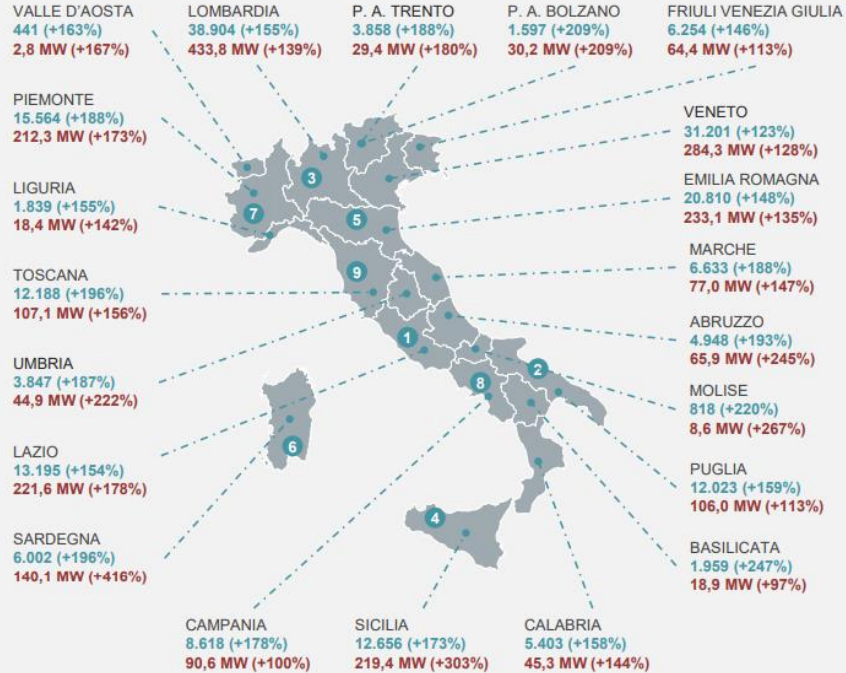 VALLE D'AOSTA
441 (+163%)
2,8 MW (+167%)
LOMBARDIA
38.904 (+155%)
433,8 MW (+139%)
P. A. TRENTO
3.858 (+188%)
29,4 MW (+180%)
P. A. BOLZANO
1.597 (+209%)
30,2 MW (+209%)
FRIULI VENEZIA GIULIA
6.254 (+146%)
64,4 MW (+113%)
PIEMONTE
15.564 (+188%)
212,3 MW (+173%)
VENETO
31.201 (+123%)
284,3 MW (+128%)
LIGURIA
1.839 (+155%)
18,4 MW (+142%)
EMILIA ROMAGNA
20.810 (+148%)
233,1 MW (+135%)
TOSCANA
12.188 (+196%)
107,1 MW (+156%)
MARCHE
6.633 (+188%)
77,0 MW (+147%)
UMBRIA
3.847 (+187%)
44,9 MW (+222%)
ABRUZZO
4.948 (+193%)
65,9 MW (+245%)
LAZIO
13.195 (+154%)
221,6 MW (+178%)
MOLISE
818 (+220%)
8,6 MW (+267%)
SARDEGNA
6.002 (+196%)
140,1 MW (+416%)
PUGLIA
12.023 (+159%)
106,0 MW (+113%)
BASILICATA
1.959 (+247%)
18,9 MW (+97%)
CAMPANIA
8.618 (+178%)
90,6 MW (+100%)
SICILIA
12.656 (+173%)
219,4 MW (+303%)
CALABRIA
5.403 (+158%)
45,3 MW (+144%)
3
7
5
9
1
2
8
6
4